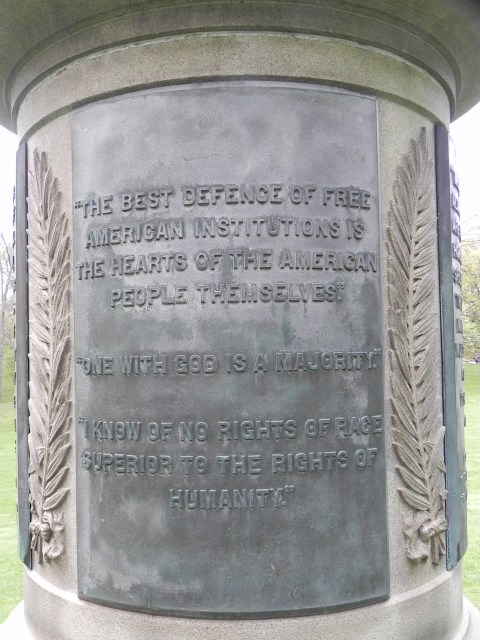 "THE BEST DEFENCE OF FREE
AMERICAN INSTITUTIONS IS
THE HEARTS OF THE AMERICAN
PEOPLE THEMSELVES."
"ONE WITH GOD IS A MAJORITY."
"I KNOW OF NO RIGHTS OF RACE
SUPERIOR TO THE RIGHTS OF
HUMANITY."